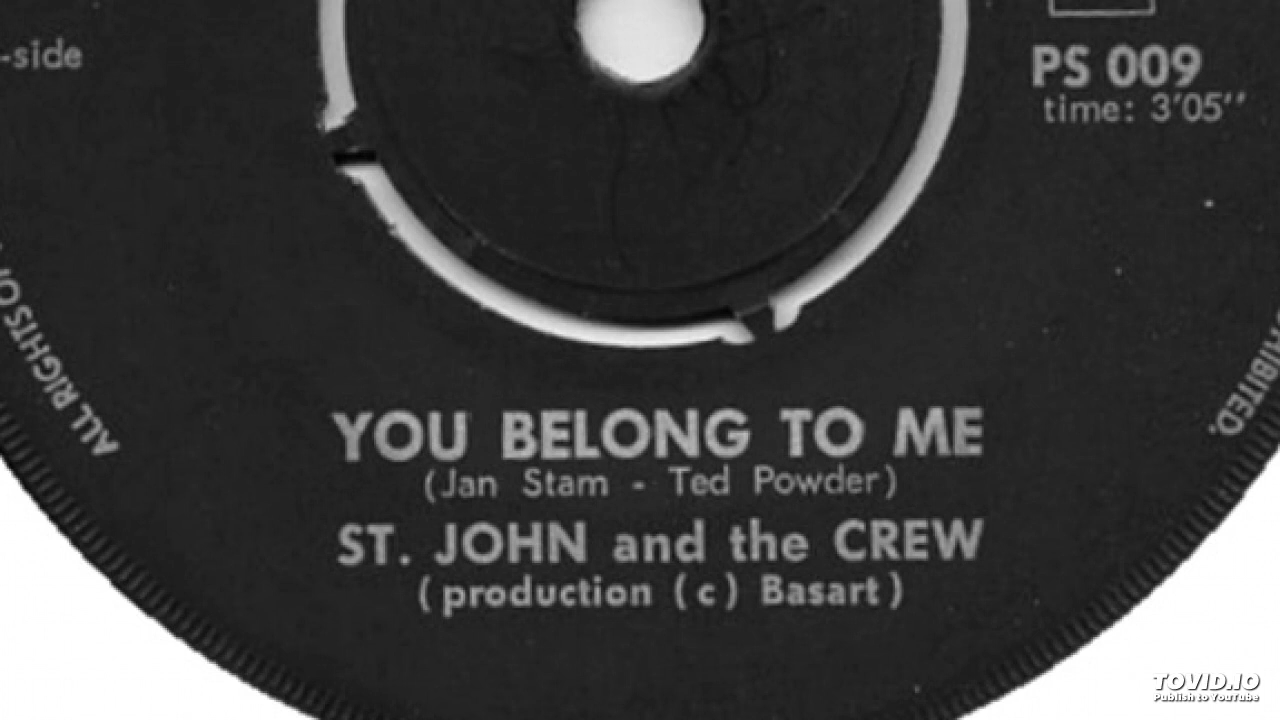 -side
PS 009
time: 3'05''
ALL RIGHTS O
HIBITED.
YOU BELONG TO ME
(Jan Stam - Ted Powder)
ST. JOHN and the CREW
(production (c) Basart)
TOVID.IO
Publish to YouTube